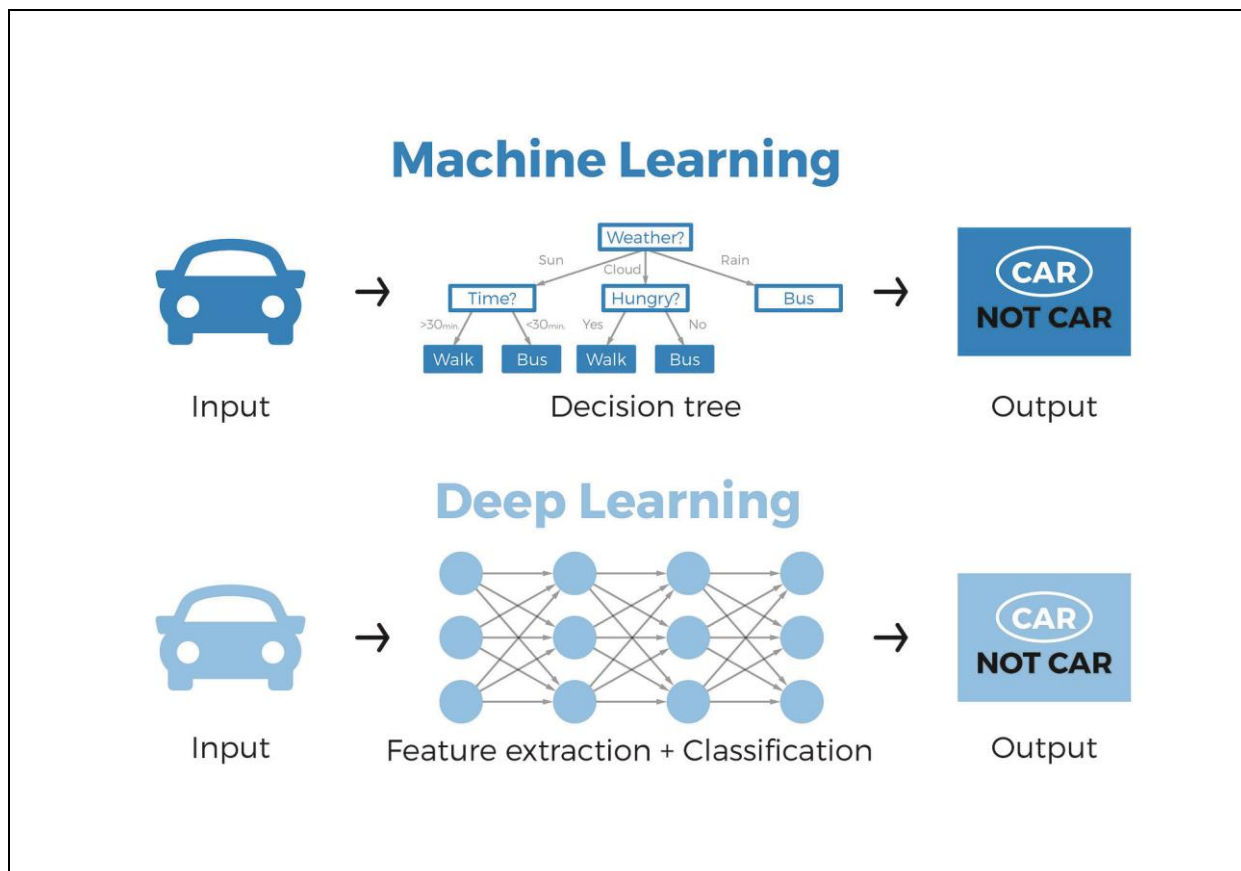 Machine Learning
Weather?
Sun
Cloud
Rain
Time?
Hungry?
Bus
>30min.
<30min.
Yes
No
Walk
Bus
Walk
Bus
CAR
NOT CAR
Input
Decision tree
Output
Deep Learning
CAR
NOT CAR
Input
Feature extraction + Classification
Output